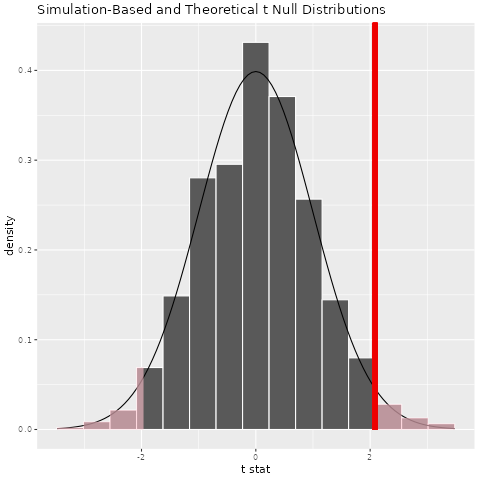 Simulation-Based and Theoretical t Null Distributions
0.4
0.3
0.2
0.1
0.0
density
-2
0
2
t stat